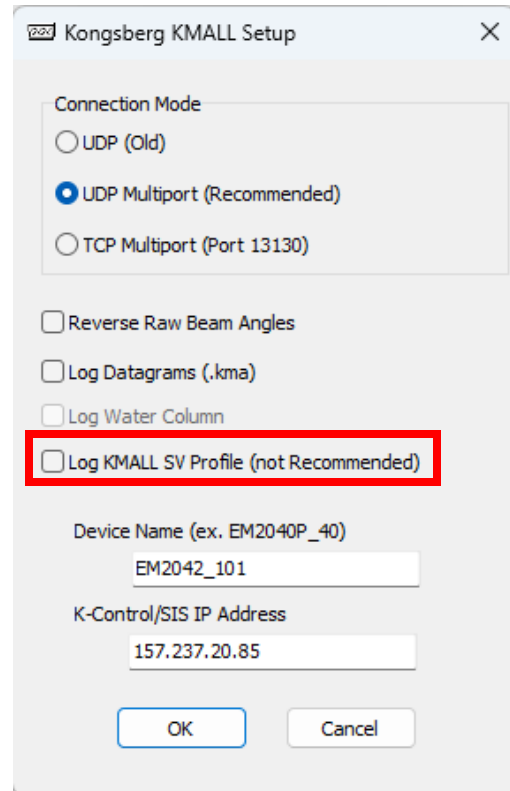 Kongsberg KMALL Setup
Connection Mode
UDP (Old)
UDP Multiport (Recommended)
TCP Multiport (Port 13130)
Reverse Raw Beam Angles
Log Datagrams (.kma)
Log Water Column
Log KMALL SV Profile (not Recommended)
Device Name (ex. EM2040P_40)
EM2042_101
K-Control/SIS IP Address
157.237.20.85
OK Cancel